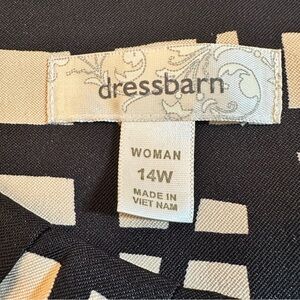 dressbarn
WOMAN
14W
MADE IN
VIET NAM